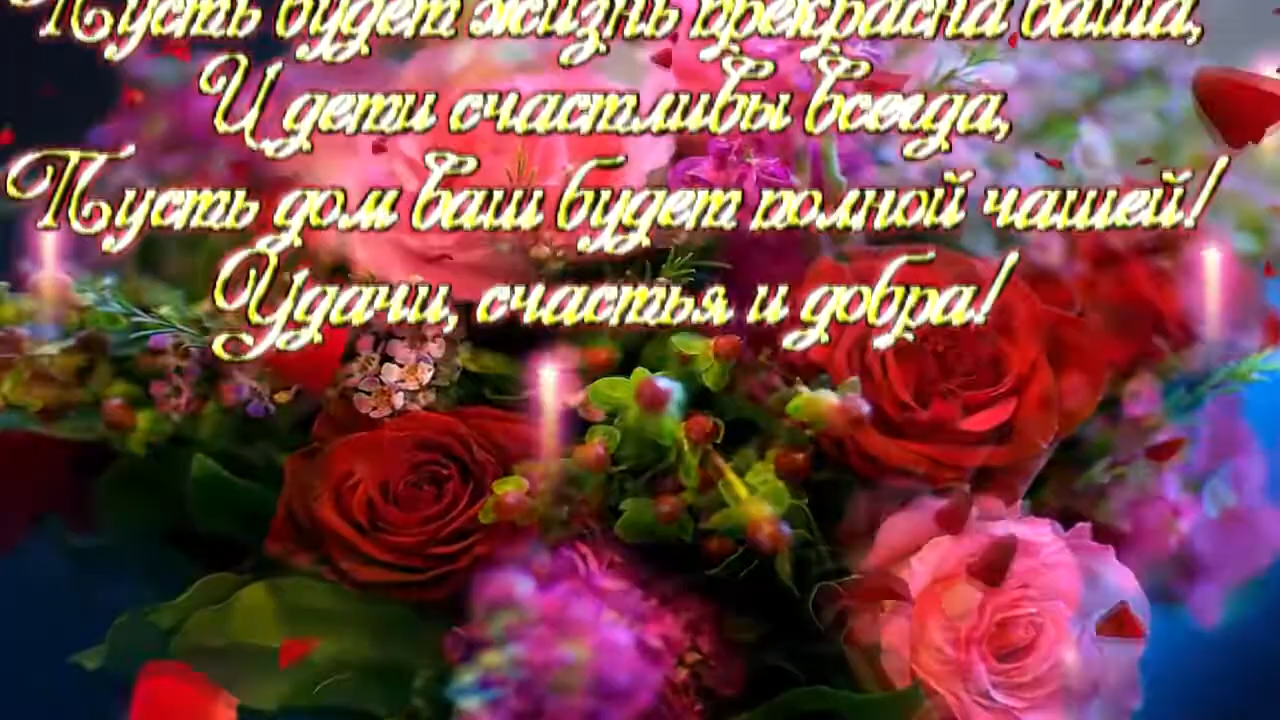 Пусть будет жизнь прекрасна ваша,
И дети счастливы всегда,
Пусть дом ваш будет полной чашей!
Удачи, счастья и добра!